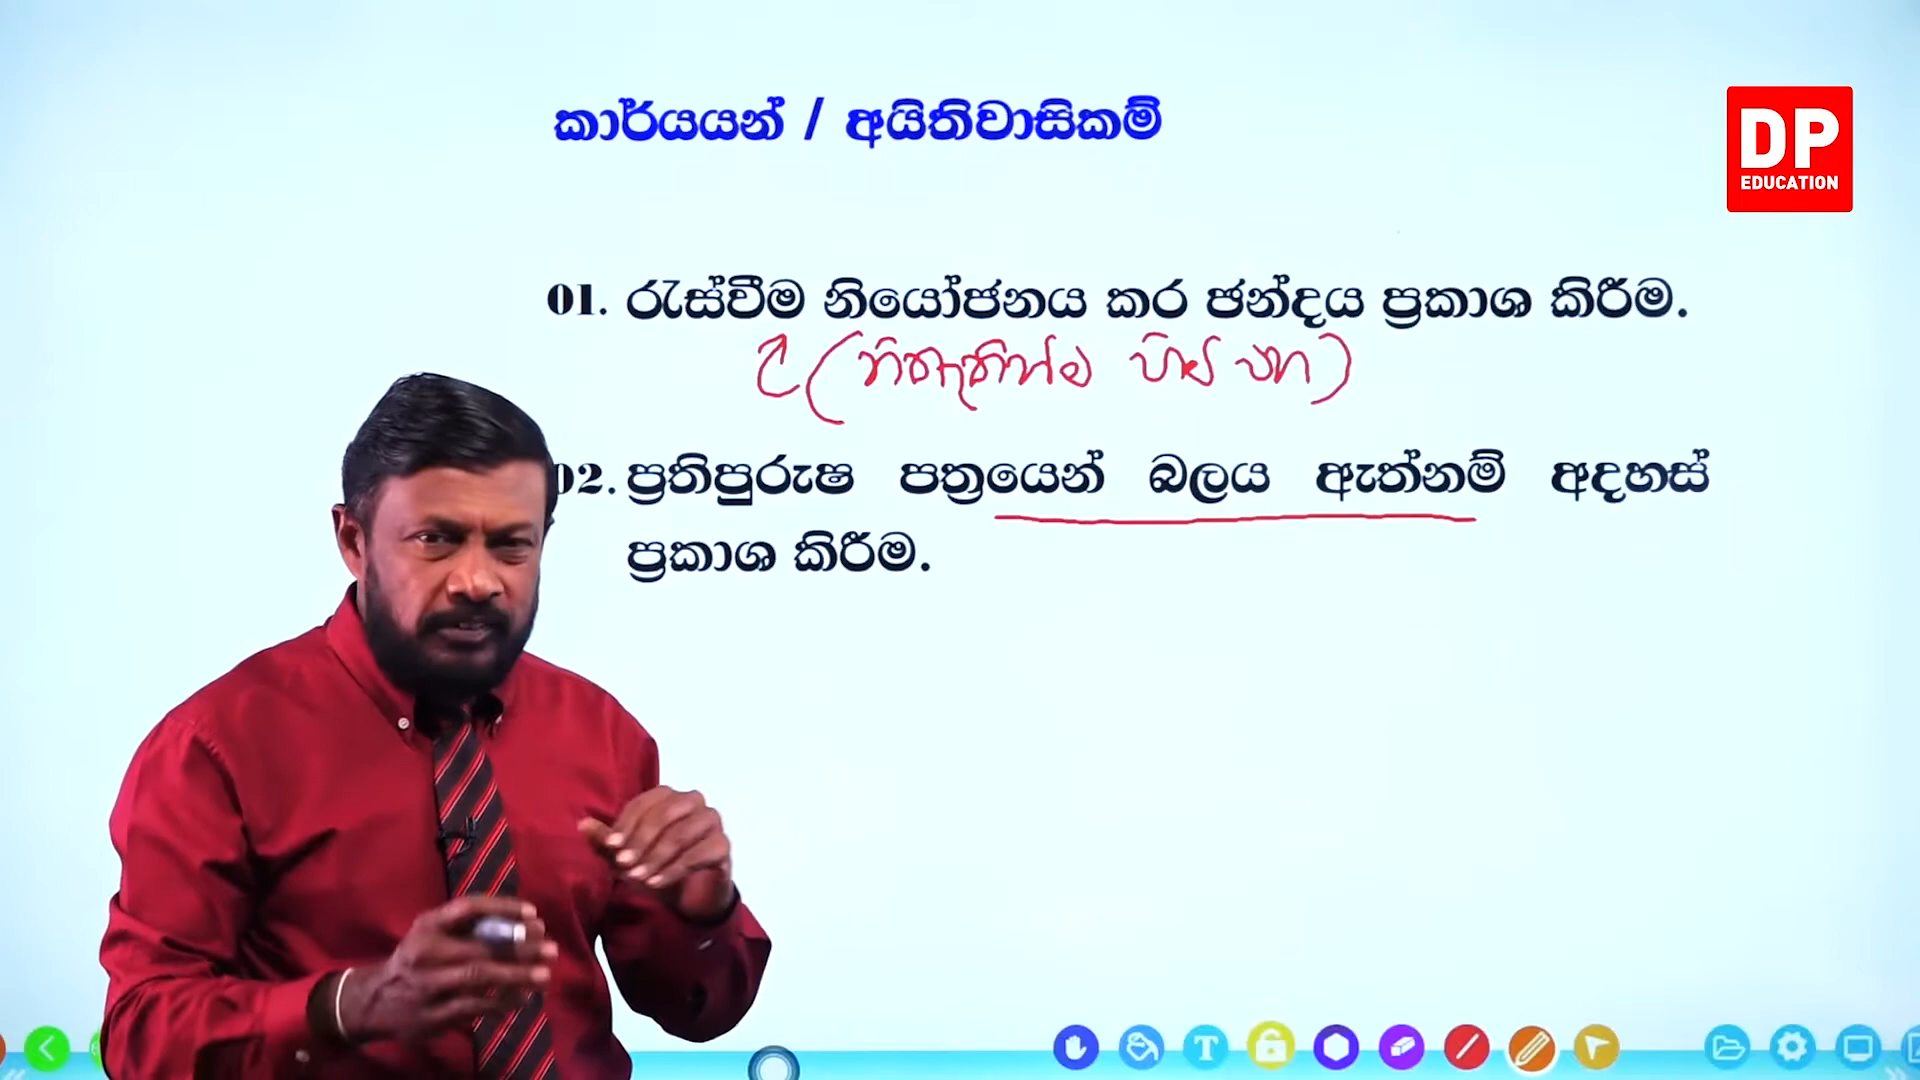 කාර්යයන් / අයිතිවාසිකම්
DP
EDUCATION
01. රැස්වීම නියෝජනය කර ඡන්දය ප්‍රකාශ කිරීම.
02. ප්‍රතිපුරුෂ පත්‍රයෙන් බලය ඇත්නම් අදහස්
ප්‍රකාශ කිරීම.